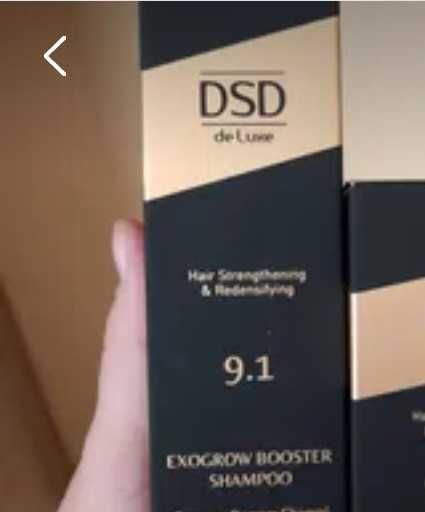 DSD
de Luxe
Hair Strengthening
& Redensifying
9.1
EXOGROW BOOSTER
SHAMPOO